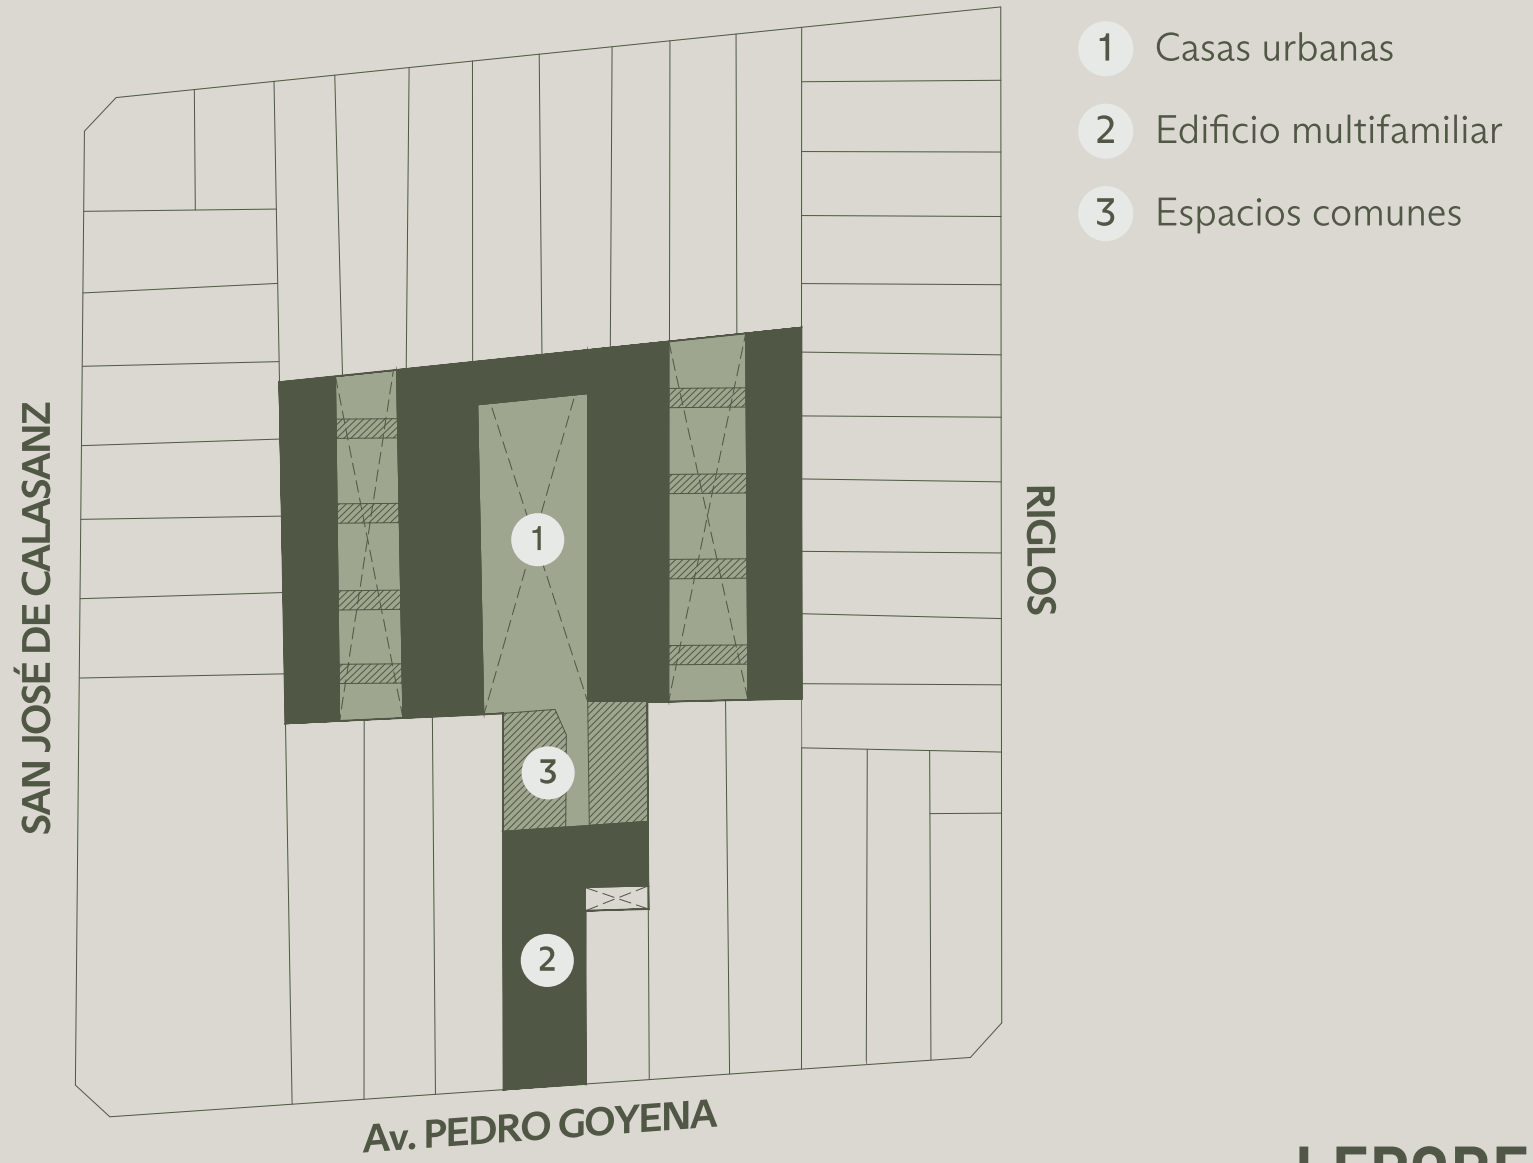 1 Casas urbanas
2 Edificio multifamiliar
3 Espacios comunes
SAN JOSÉ DE CALASANZ
RIGLOS
1
3
2
Av. PEDRO GOYENA